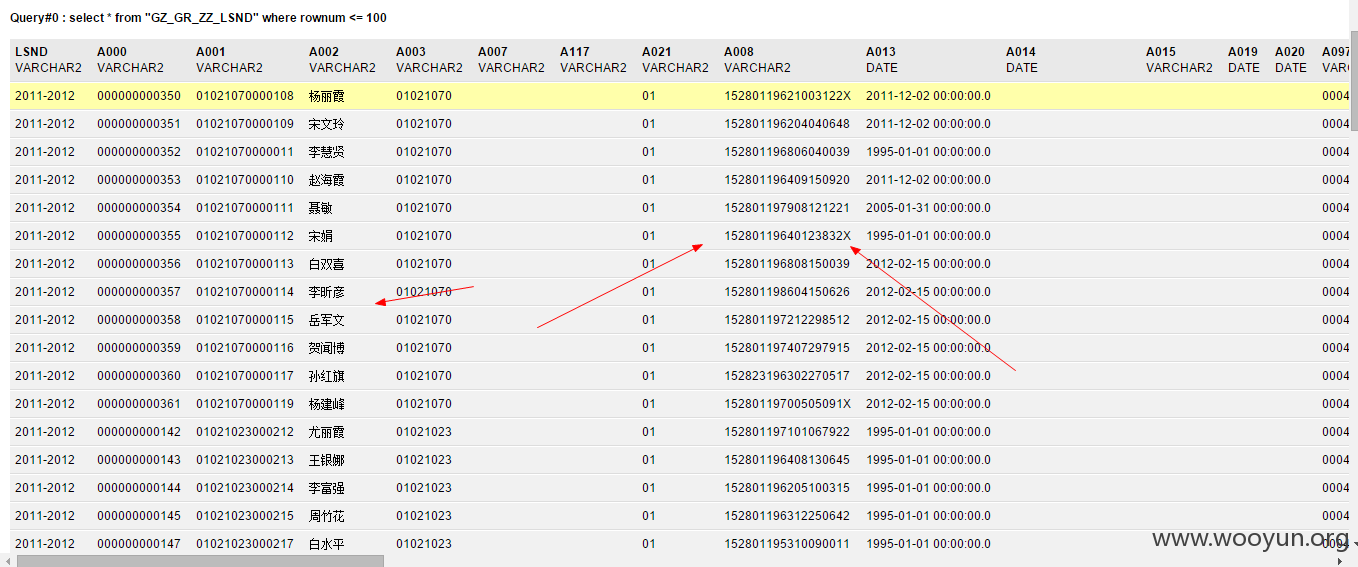 Query#0 : select * from "GZ_GR_ZZ_LSND" where rownum <= 100
LSND A000 A001 A002 A003 A007 A117 A021 A008 A013 A014 A015 A019 A020 A097
VARCHAR2 VARCHAR2 VARCHAR2 VARCHAR2 VARCHAR2 VARCHAR2 VARCHAR2 VARCHAR2 VARCHAR2 DATE DATE VARCHAR2 DATE DATE VARC
2011-2012 000000000350 01021070000108 杨丽霞 01021070 01 15280119621003122X 2011-12-02 00:00:00.0 0004
2011-2012 000000000351 01021070000109 宋文玲 01021070 01 152801196204040648 2011-12-02 00:00:00.0 0004
2011-2012 000000000352 01021070000011 李慧贤 01021070 01 152801196806040039 1995-01-01 00:00:00.0 0004
2011-2012 000000000353 01021070000110 赵海霞 01021070 01 152801196409150920 2011-12-02 00:00:00.0 0004
2011-2012 000000000354 01021070000111 聂敏 01021070 01 152801197908121221 2005-01-31 00:00:00.0 0004
2011-2012 000000000355 01021070000112 宋娟 01021070 01 15280119640123832X 1995-01-01 00:00:00.0 0004
2011-2012 000000000356 01021070000113 白双喜 01021070 01 152801196808150039 2012-02-15 00:00:00.0 0004
2011-2012 000000000357 01021070000114 李昕彦 01021070 01 152801198604150626 2012-02-15 00:00:00.0 0004
2011-2012 000000000358 01021070000115 岳军文 01021070 01 152801197212298512 2012-02-15 00:00:00.0 0004
2011-2012 000000000359 01021070000116 贺闻博 01021070 01 152801197407297915 2012-02-15 00:00:00.0 0004
2011-2012 000000000360 01021070000117 孙红旗 01021070 01 152823196302270517 2012-02-15 00:00:00.0 0004
2011-2012 000000000361 01021070000119 杨建峰 01021070 01 15280119700505091X 2012-02-15 00:00:00.0 0004
2011-2012 000000000142 01021023000212 尤丽霞 01021023 01 152801197101067922 1995-01-01 00:00:00.0 0004
2011-2012 000000000143 01021023000213 王银娜 01021023 01 152801196408130645 1995-01-01 00:00:00.0 0004
2011-2012 000000000144 01021023000214 李富强 01021023 01 152801196205100315 1995-01-01 00:00:00.0 0004
2011-2012 000000000145 01021023000215 周竹花 01021023 01 152801196312250642 1995-01-01 00:00:00.0 0004
2011-2012 000000000147 01021023000217 白水平 01021023 01 152801195310090011 1995-01-01 00:00:00.0 0004
www.wooyun.org